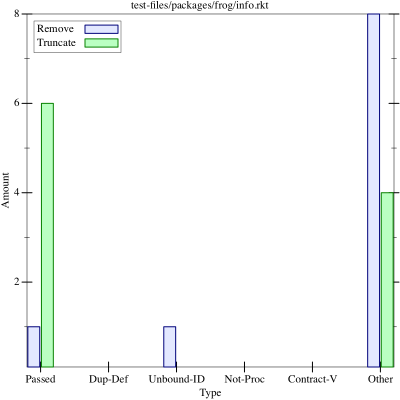 test-files/packages/frog/info.rkt
8
Remove
Truncate
6
Amount
4
2
Passed Dup-Def Unbound-ID Not-Proc Contract-V Other
Type